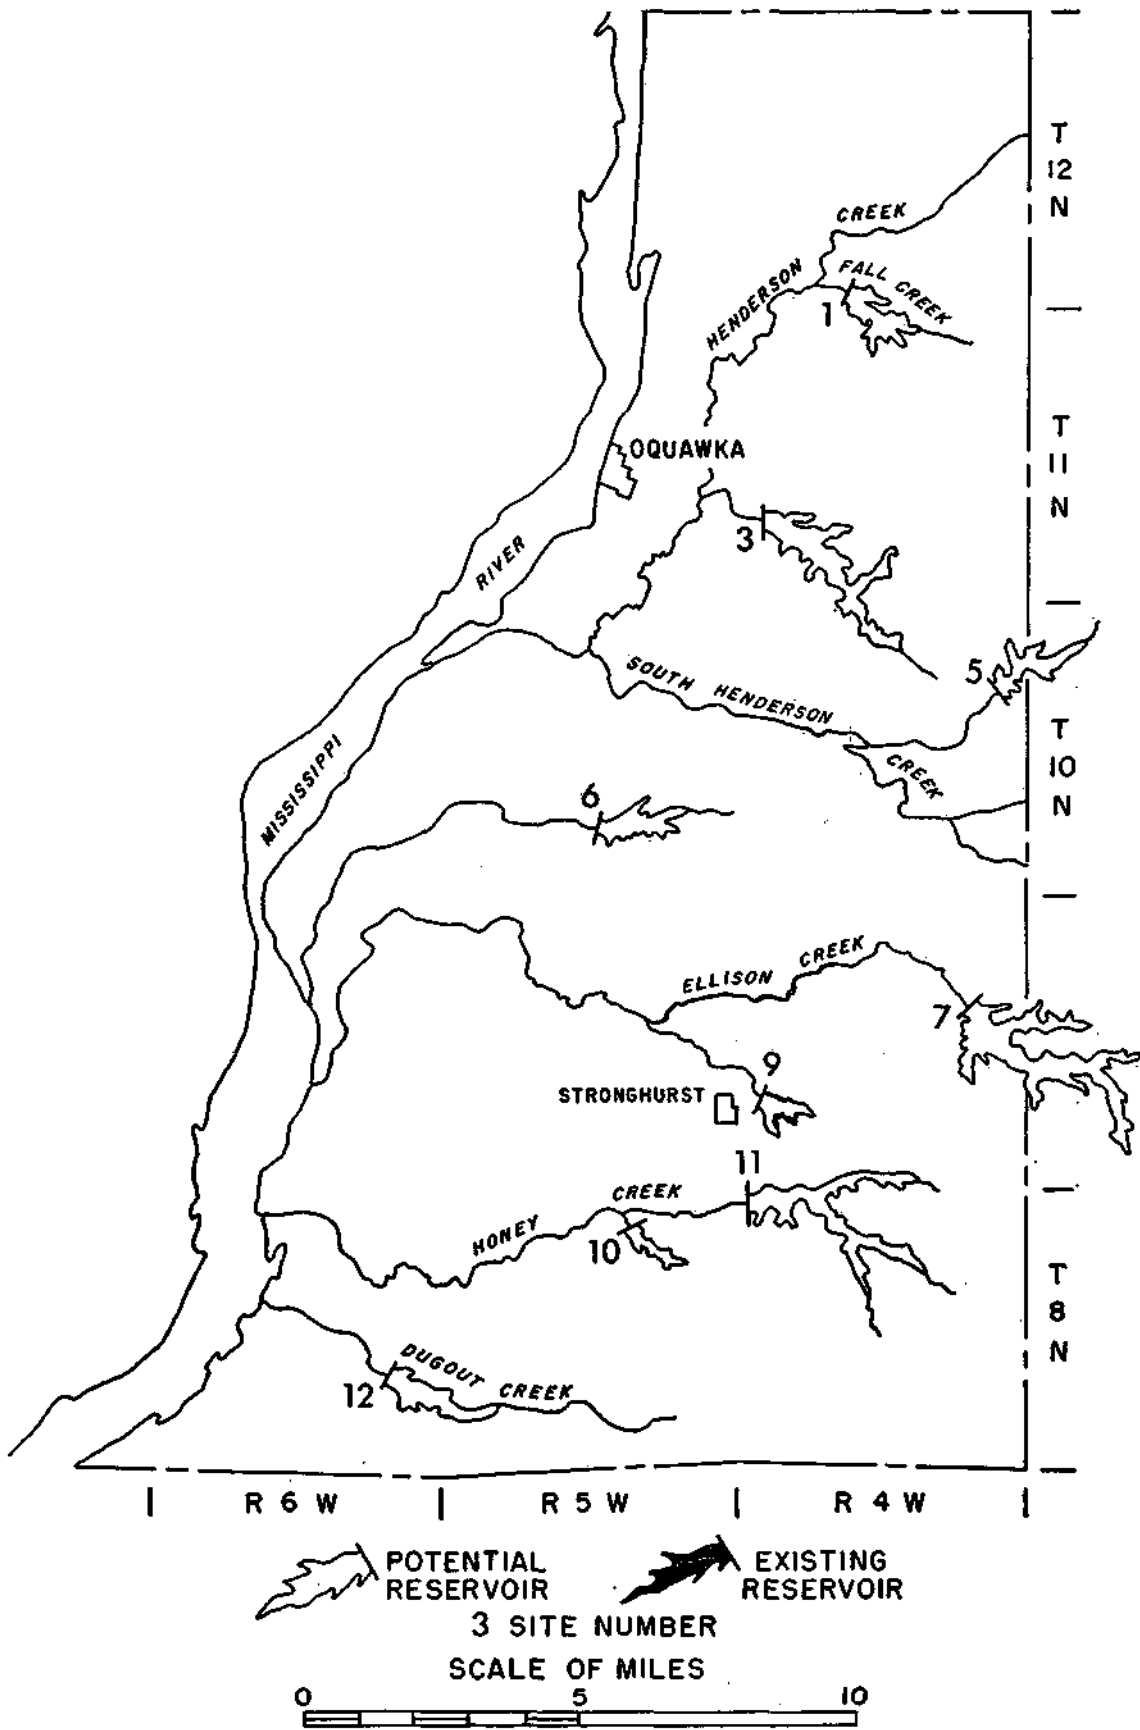 T
12
N
CREEK
FALL CREEK
HENDERSON
1
T
11
N
OQUAWKA
3
RIVER
5
SOUTH HENDERSON
CREEK
T
10
N
MISSISSIPPI
6
ELLISON CREEK
7
9
STRONGHURST
11
HONEY CREEK
10
T
8
N
DUGOUT CREEK
12
R 6 W R 5 W R 4 W
POTENTIAL
RESERVOIR
EXISTING
RESERVOIR
3 SITE NUMBER
SCALE OF MILES
0 5 10